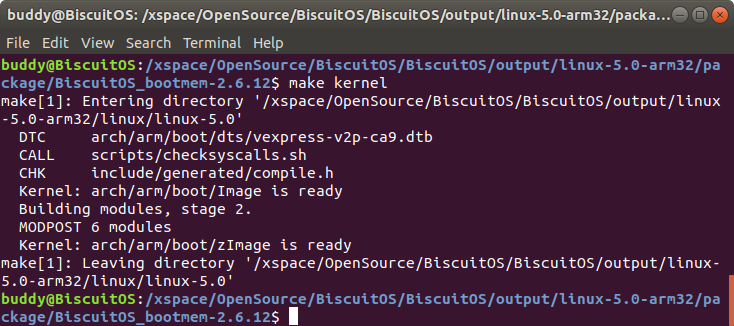 buddy@BiscuitOS: /xspace/OpenSource/BiscuitOS/BiscuitOS/output/linux-5.0-arm32/packa...
File Edit View Search Terminal Help
buddy@BiscuitOS:/xspace/OpenSource/BiscuitOS/BiscuitOS/output/linux-5.0-arm32/pa
ckage/BiscuitOS_bootmem-2.6.12$ make kernel
make[1]: Entering directory '/xspace/OpenSource/BiscuitOS/BiscuitOS/output/linux
-5.0-arm32/linux/linux-5.0'
  DTC     arch/arm/boot/dts/vexpress-v2p-ca9.dtb
  CALL    scripts/checksyscalls.sh
  CHK     include/generated/compile.h
  Kernel: arch/arm/boot/Image is ready
  Building modules, stage 2.
  MODPOST 6 modules
  Kernel: arch/arm/boot/zImage is ready
make[1]: Leaving directory '/xspace/OpenSource/BiscuitOS/BiscuitOS/output/linux-
5.0-arm32/linux/linux-5.0'
buddy@BiscuitOS:/xspace/OpenSource/BiscuitOS/BiscuitOS/output/linux-5.0-arm32/pa
ckage/BiscuitOS_bootmem-2.6.12$